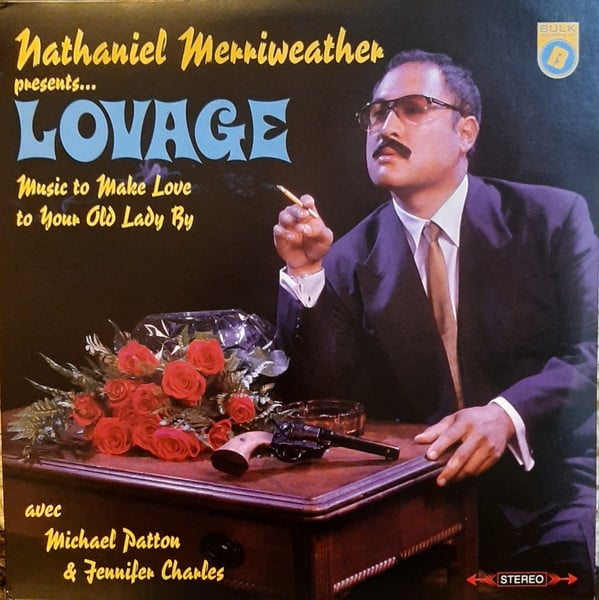 Nathaniel Merriweather
presents...
LOVAGE
Music to Make Love
to Your Old Lady By
BULK
B
avec
Michael Patton
& Jennifer Charles
STEREO